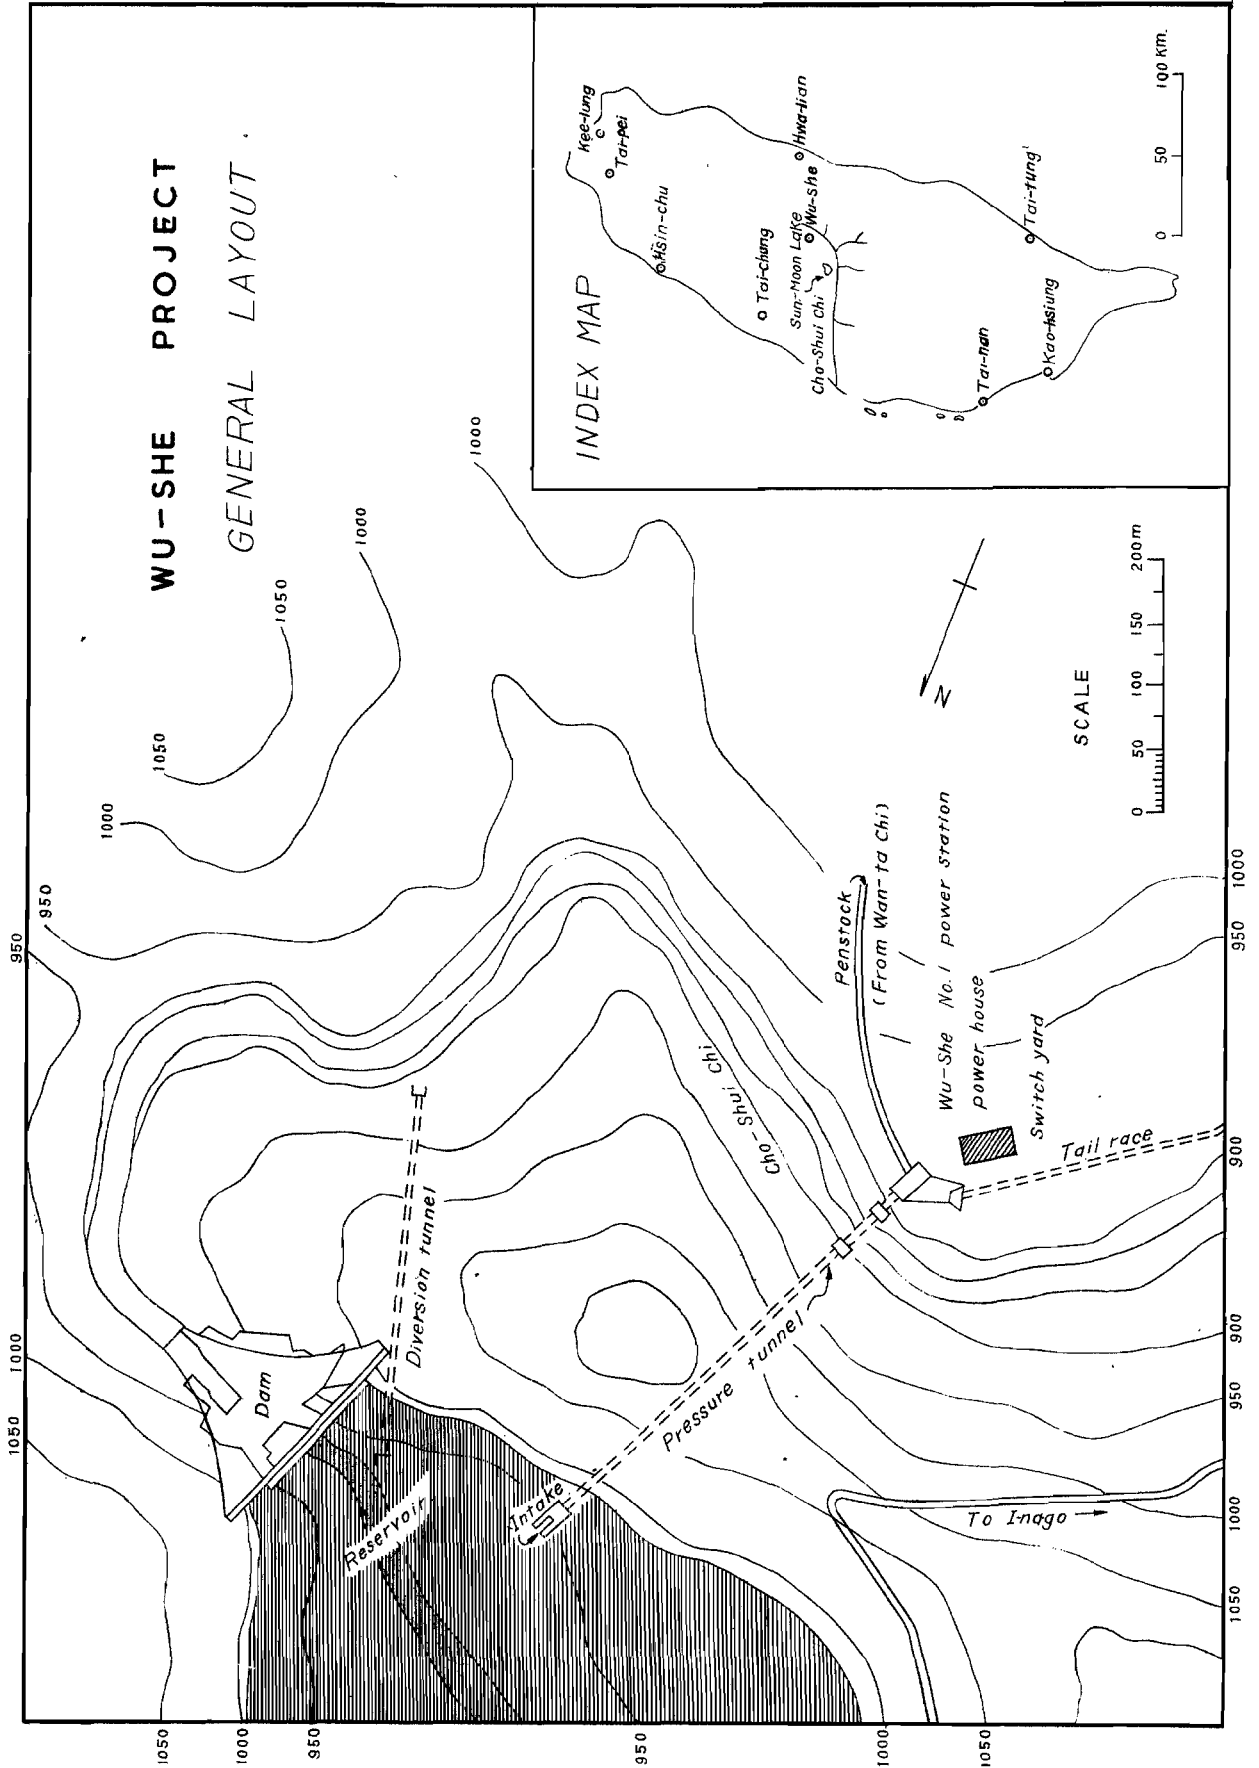 WU-SHE PROJECT
GENERAL LAYOUT
INDEX MAP
Kee-lung
Tai-pei
Hsin-chu
Tai-chung
Hwa-lian
Wu-she
Sun-Moon Lake
Cho-Shui Chi
Tai-tung
Tai-nan
Kao-hsiung
0 50 100 Km.
950
1000
1050
950
1000
1050
1050
1000
1000
Dam
Diversion tunnel
Reservoir
Intake
Pressure tunnel
Cho-Shui Chi
Penstock
(From Wan-ta Chi)
Wu-She No.1 power station
power house
Switch yard
Tail race
To I-nago
N
SCALE
0 50 100 150 200m
1050
1000
950
950
1000
1050
1050
1000
950
900
900
950
1000